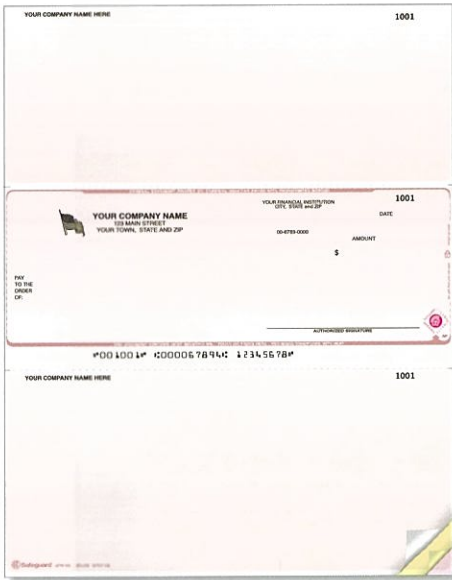 YOUR COMPANY NAME HERE 1001
1001
YOUR FINANCIAL INSTITUTION
CITY, STATE and ZIP
DATE
YOUR COMPANY NAME
123 MAIN STREET
YOUR TOWN, STATE AND ZIP
00-6789-0000
AMOUNT
$
PAY
TO THE
ORDER
OF:
AUTHORIZED SIGNATURE
⑈001001⑈ ⑆000067894⑆ 12345678⑈
YOUR COMPANY NAME HERE 1001
Safeguard